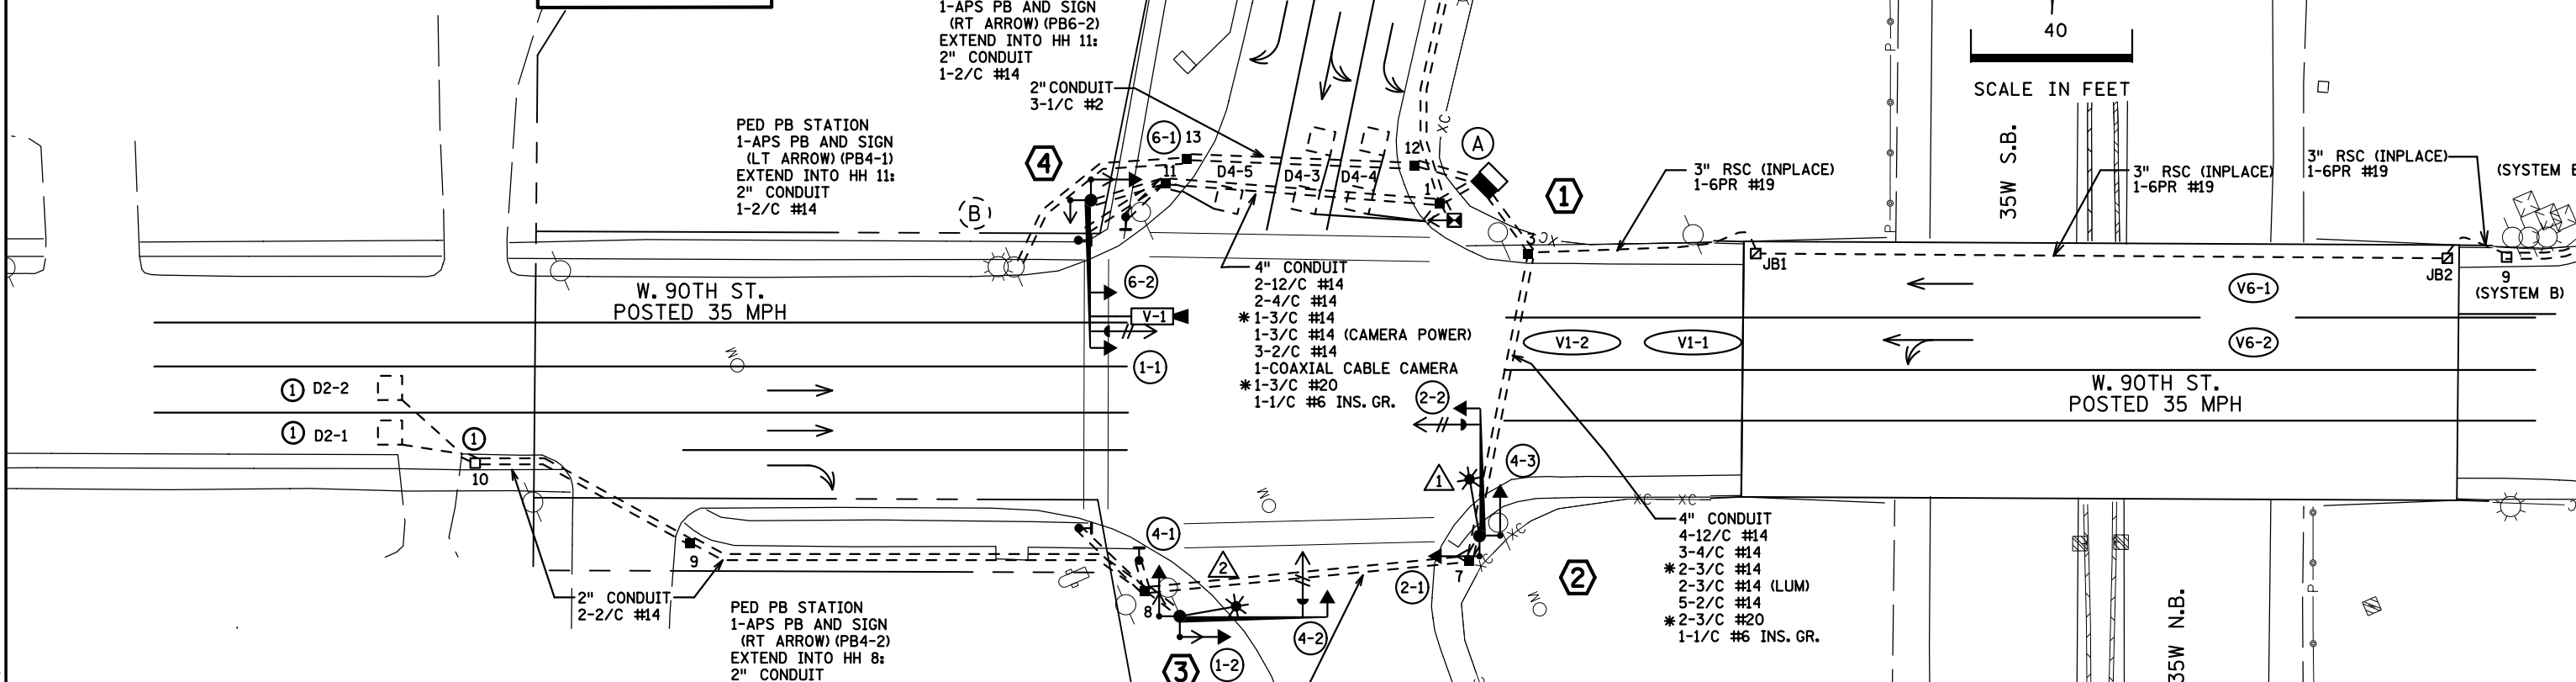 1-APS PB AND SIGN
(RT ARROW) (PB6-2)
EXTEND INTO HH 11:
2" CONDUIT
1-2/C #14
2" CONDUIT
3-1/C #2
PED PB STATION
1-APS PB AND SIGN
(LT ARROW) (PB4-1)
EXTEND INTO HH 11:
2" CONDUIT
1-2/C #14
40
SCALE IN FEET
35W S.B.
P
P
XC
4
6-1
13
12
A
11
D4-5
D4-3
D4-4
1
1
B
3
XC
3" RSC (INPLACE)
1-6PR #19
3" RSC (INPLACE)
1-6PR #19
3" RSC (INPLACE)
1-6PR #19
(SYSTEM B
JB1
JB2
9
(SYSTEM B)
W. 90TH ST.
POSTED 35 MPH
6-2
V-1
1-1
4" CONDUIT
2-12/C #14
2-4/C #14
*1-3/C #14
1-3/C #14 (CAMERA POWER)
3-2/C #14
1-COAXIAL CABLE CAMERA
*1-3/C #20
1-1/C #6 INS. GR.
V6-1
V1-2
V1-1
V6-2
M
1
D2-2
1
D2-1
1
10
2-2
W. 90TH ST.
POSTED 35 MPH
4-3
1
M
XC
XC
XC
XC
4-1
2
9
8
7
2-1
2
M
4" CONDUIT
4-12/C #14
3-4/C #14
*2-3/C #14
2-3/C #14 (LUM)
5-2/C #14
*2-3/C #20
1-1/C #6 INS. GR.
2" CONDUIT
2-2/C #14
PED PB STATION
1-APS PB AND SIGN
(RT ARROW) (PB4-2)
EXTEND INTO HH 8:
2" CONDUIT
4-2
3
1-2
P
35W N.B.